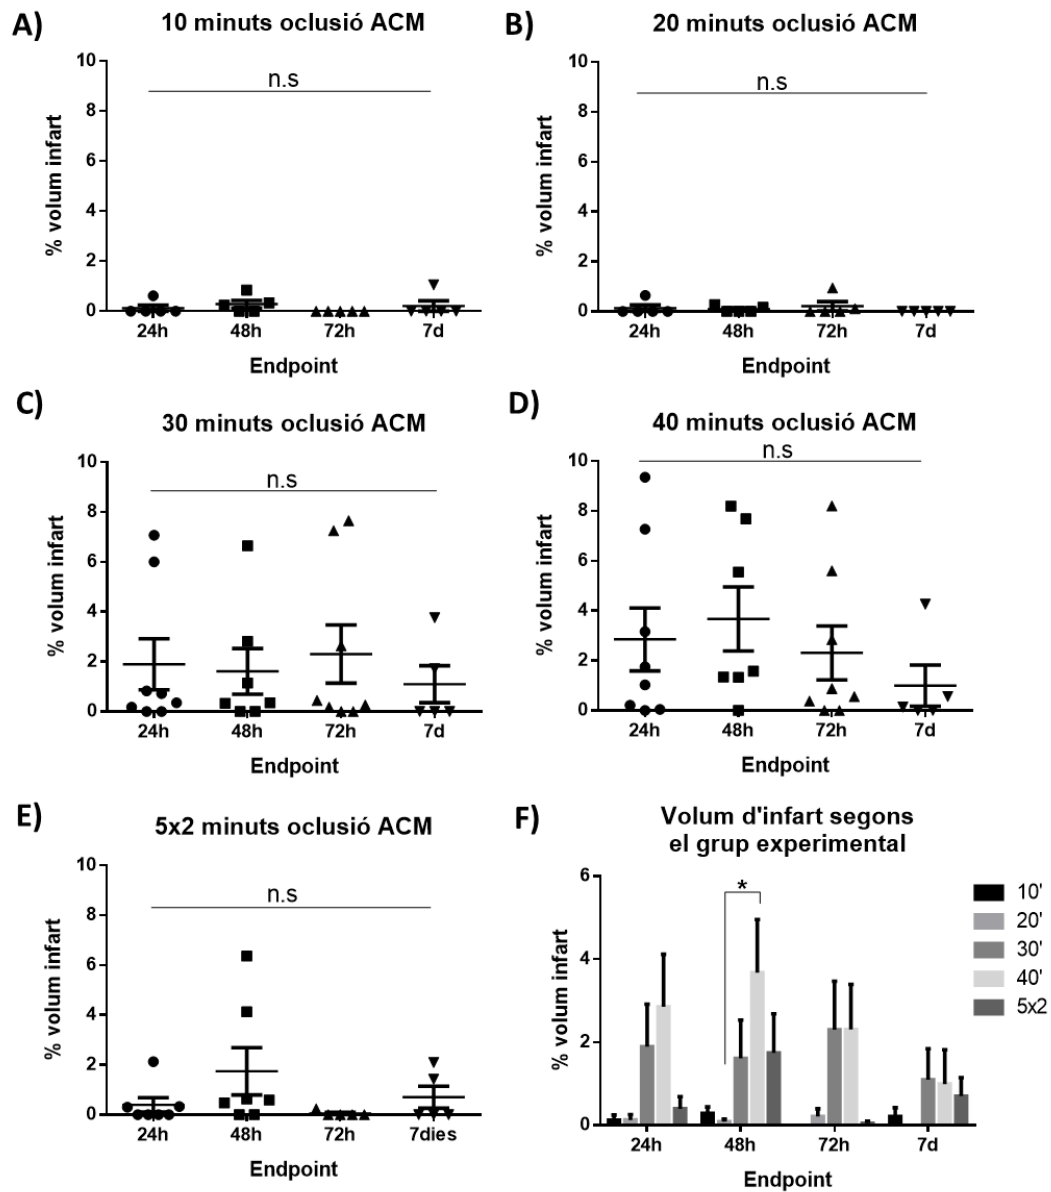 A)
10 minuts oclusió ACM
10
8
6
4
2
0
% volum infart
n.s
24h 48h 72h 7d
Endpoint
B)
20 minuts oclusió ACM
10
8
6
4
2
0
% volum infart
n.s
24h 48h 72h 7d
Endpoint
C)
30 minuts oclusió ACM
10
8
6
4
2
0
% volum infart
n.s
24h 48h 72h 7d
Endpoint
D)
40 minuts oclusió ACM
10
8
6
4
2
0
% volum infart
n.s
24h 48h 72h 7d
Endpoint
E)
5x2 minuts oclusió ACM
10
8
6
4
2
0
% volum infart
n.s
24h 48h 72h 7dies
Endpoint
F)
Volum d'infart segons
el grup experimental
6
4
2
0
% volum infart
*
24h 48h 72h 7d
Endpoint
10'
20'
30'
40'
5x2